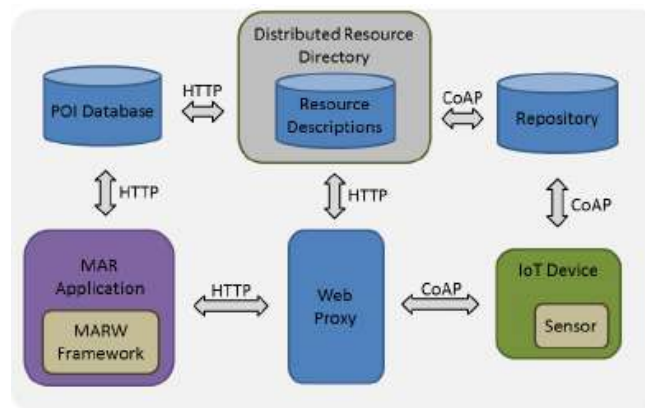 Distributed Resource
Directory
POI Database
HTTP
Resource
Descriptions
CoAP
Repository
HTTP
HTTP
CoAP
MAR
Application
MARW
Framework
HTTP
Web
Proxy
CoAP
IoT Device
Sensor